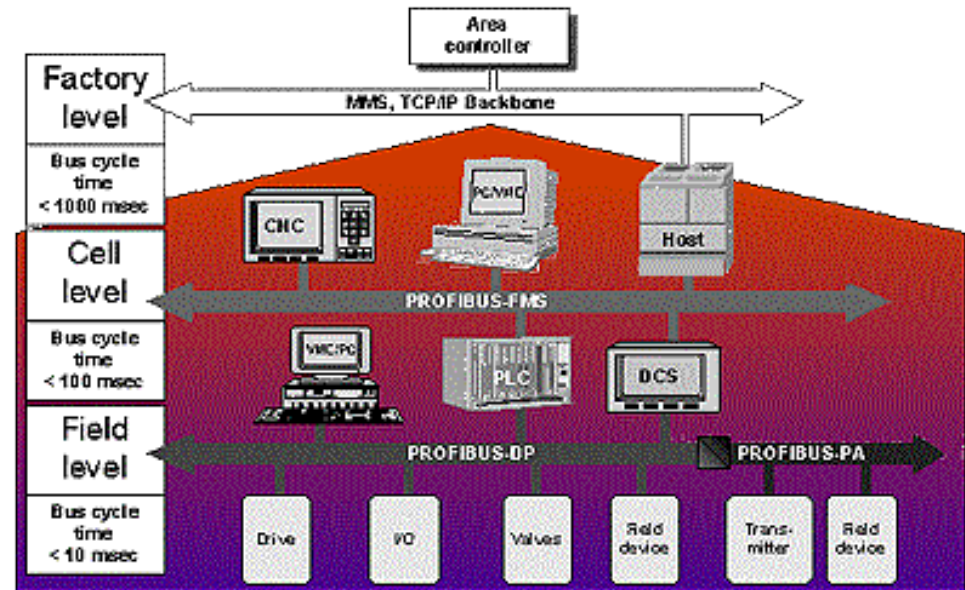 Area
controller
Factory
level
MMS, TCP/IP Backbone
Bus cycle
time
< 1000 msec
CNC
PC/VME
Host
Cell
level
PROFIBUS-FMS
Bus cycle
time
< 100 msec
VME/PC
PLC
DCS
Field
level
PROFIBUS-DP
PROFIBUS-PA
Bus cycle
time
< 10 msec
Drive
I/O
Valves
Field
device
Trans-
mitter
Field
device